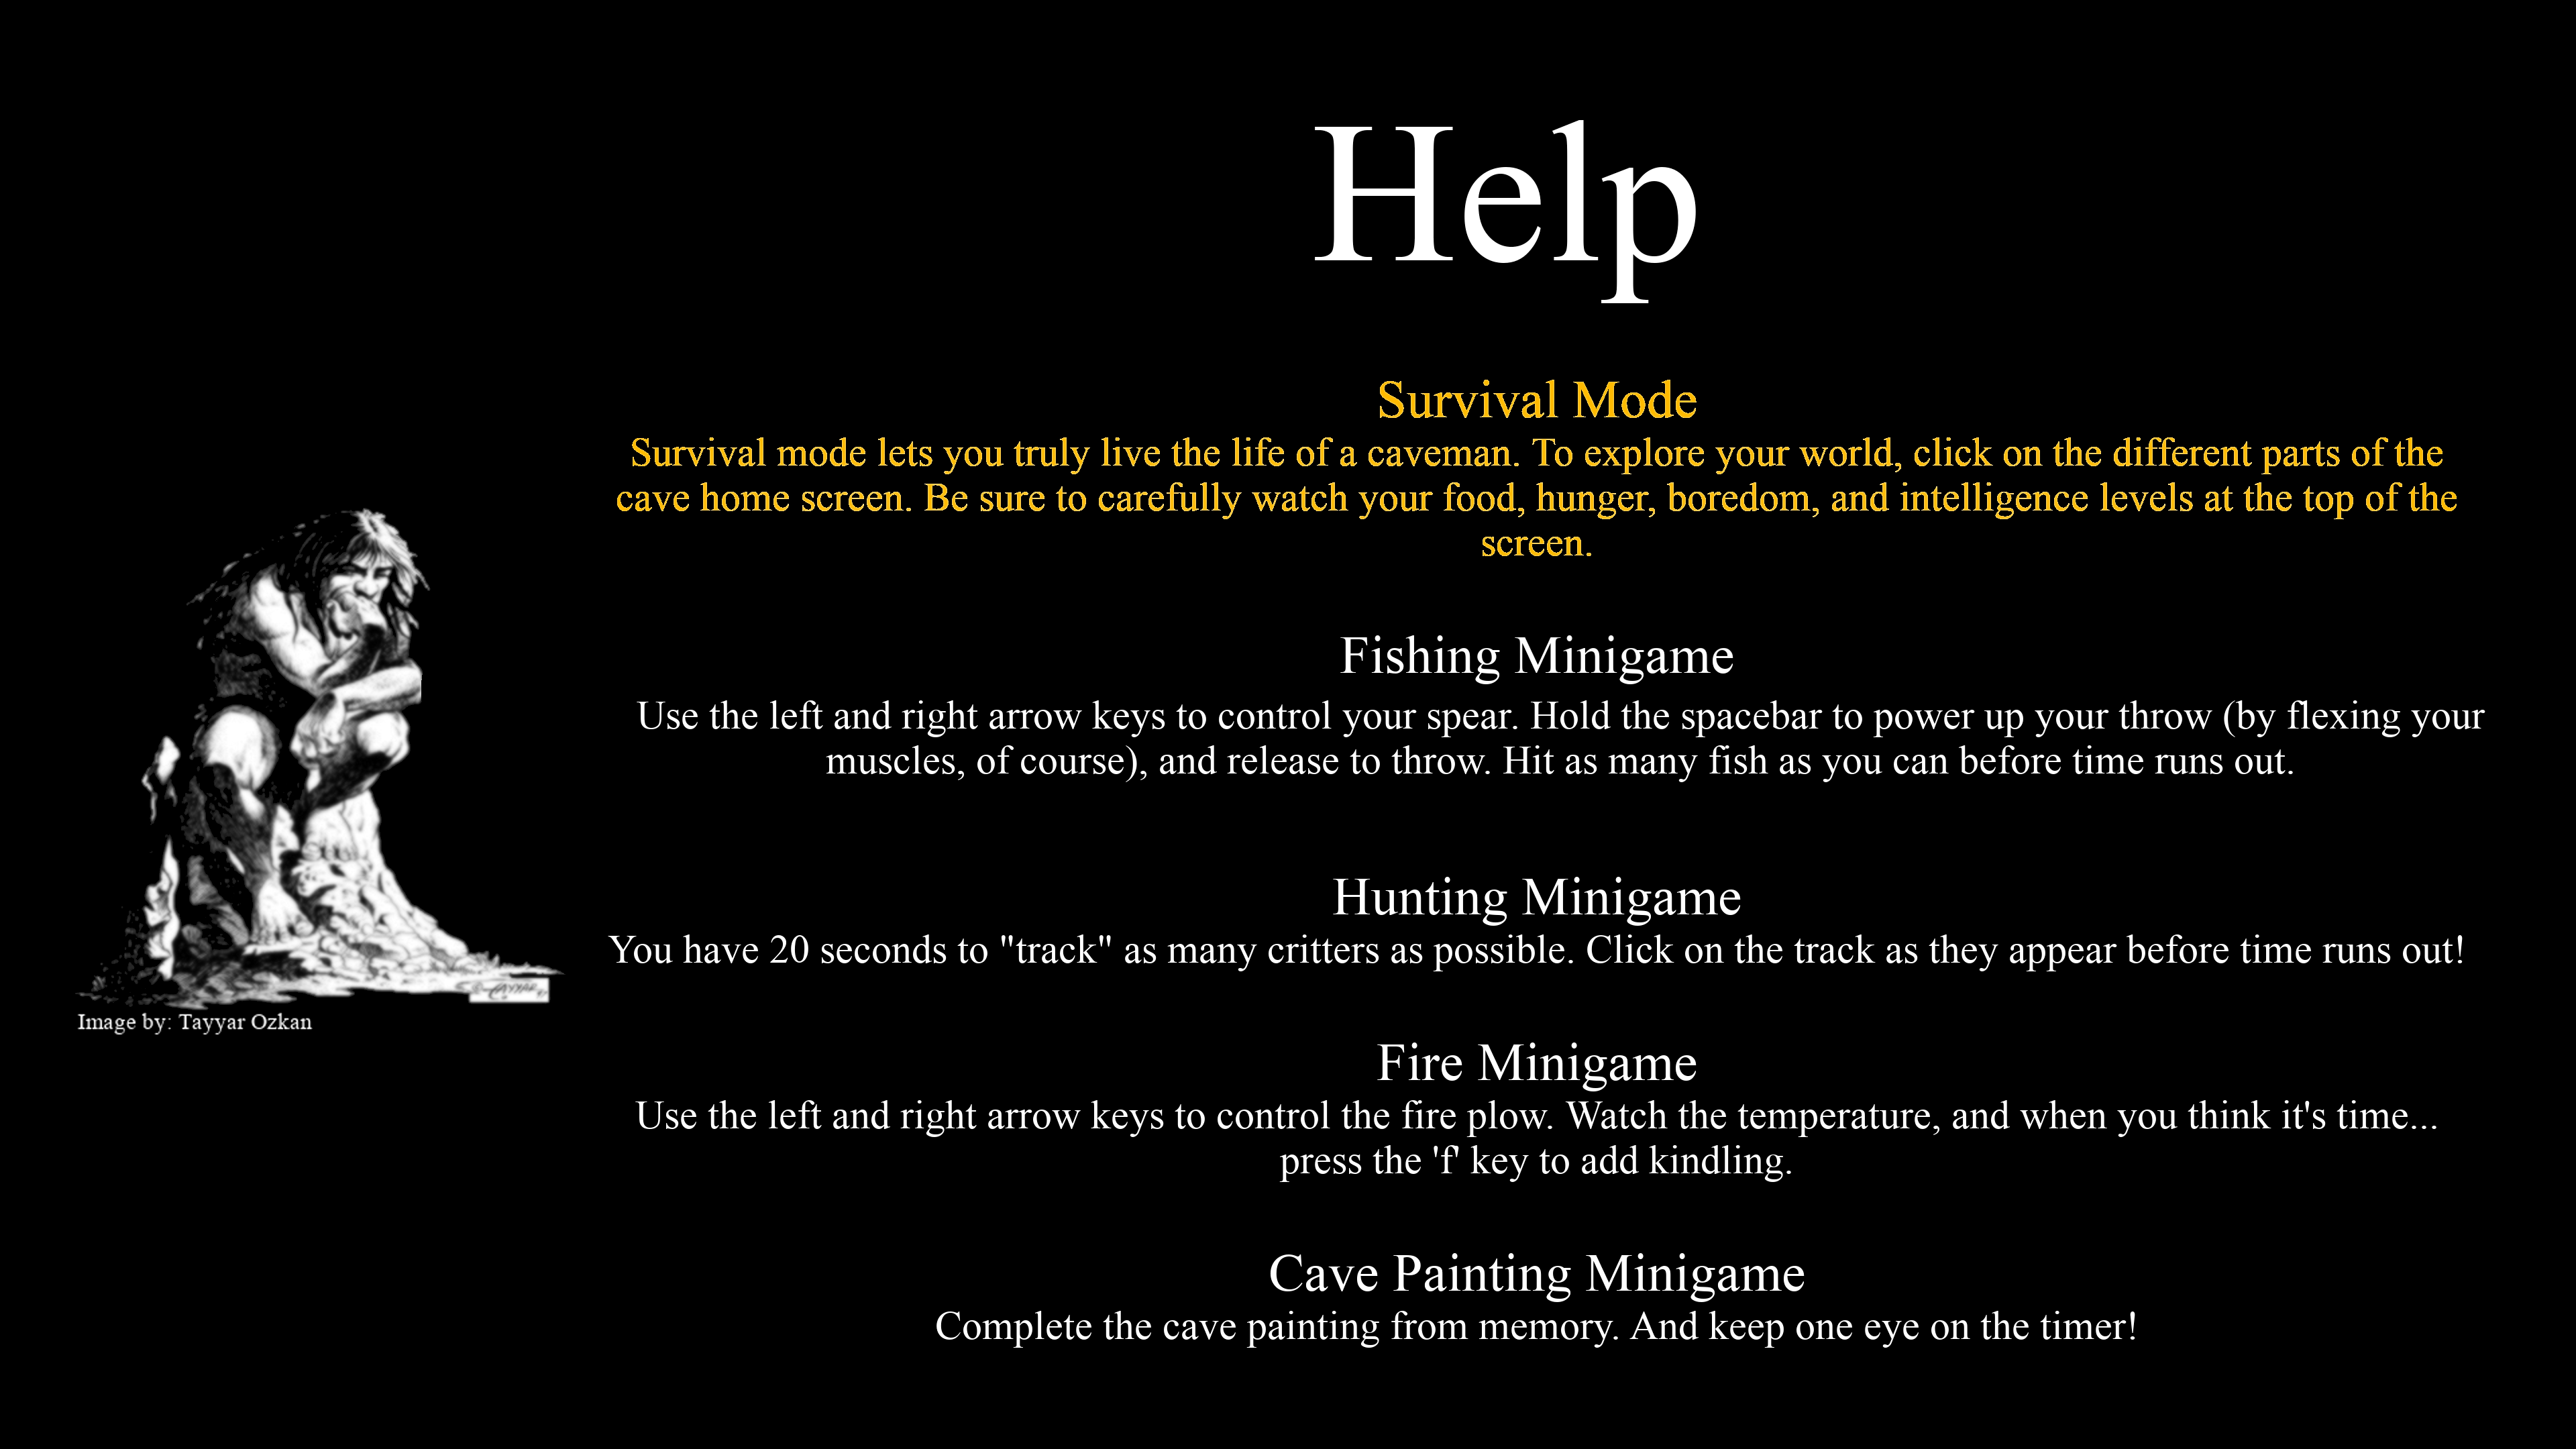 Help
Survival Mode
Survival mode lets you truly live the life of a caveman. To explore your world, click on the different parts of the
cave home screen. Be sure to carefully watch your food, hunger, boredom, and intelligence levels at the top of the
screen.
Fishing Minigame
Use the left and right arrow keys to control your spear. Hold the spacebar to power up your throw (by flexing your
muscles, of course), and release to throw. Hit as many fish as you can before time runs out.
Hunting Minigame
You have 20 seconds to "track" as many critters as possible. Click on the track as they appear before time runs out!
Image by: Tayyar Ozkan
Fire Minigame
Use the left and right arrow keys to control the fire plow. Watch the temperature, and when you think it's time...
press the 'f' key to add kindling.
Cave Painting Minigame
Complete the cave painting from memory. And keep one eye on the timer!